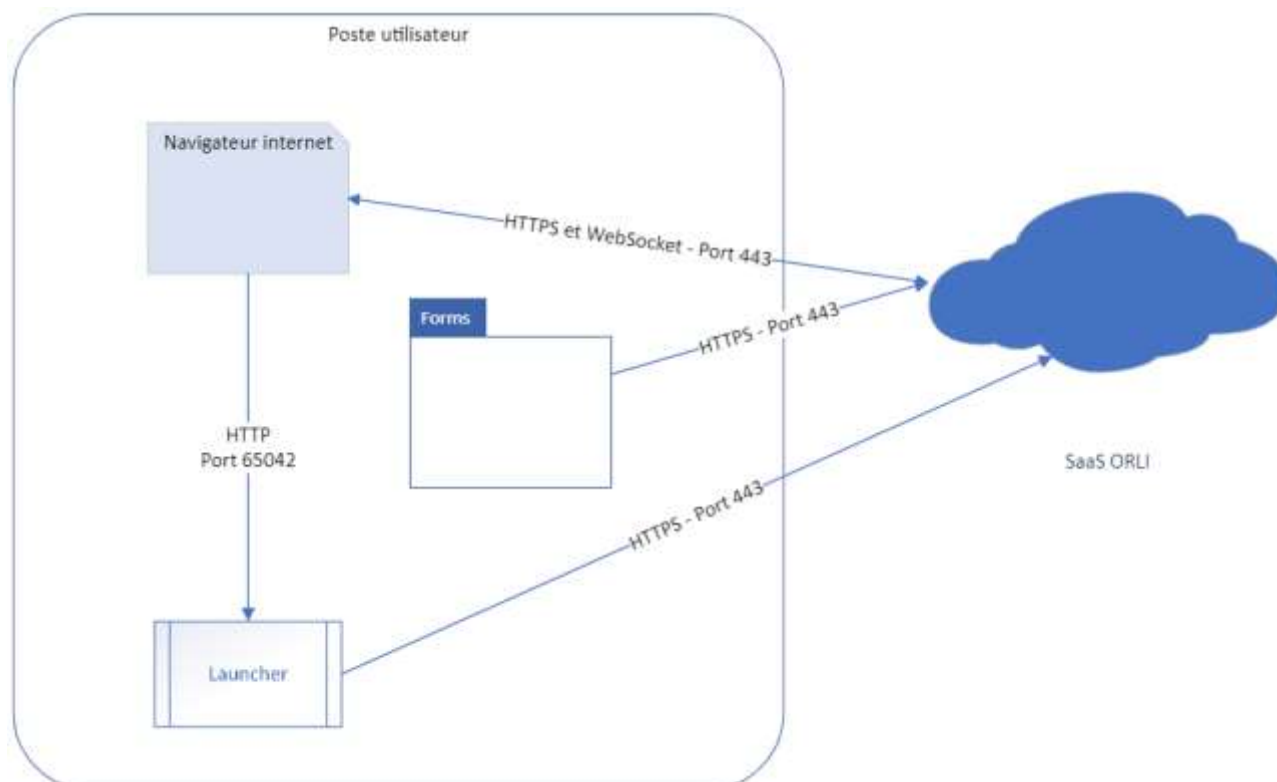 Poste utilisateur
Navigateur internet
HTTPS et WebSocket - Port 443
Forms
HTTPS - Port 443
HTTP
Port 65042
SaaS ORLI
HTTPS - Port 443
Launcher